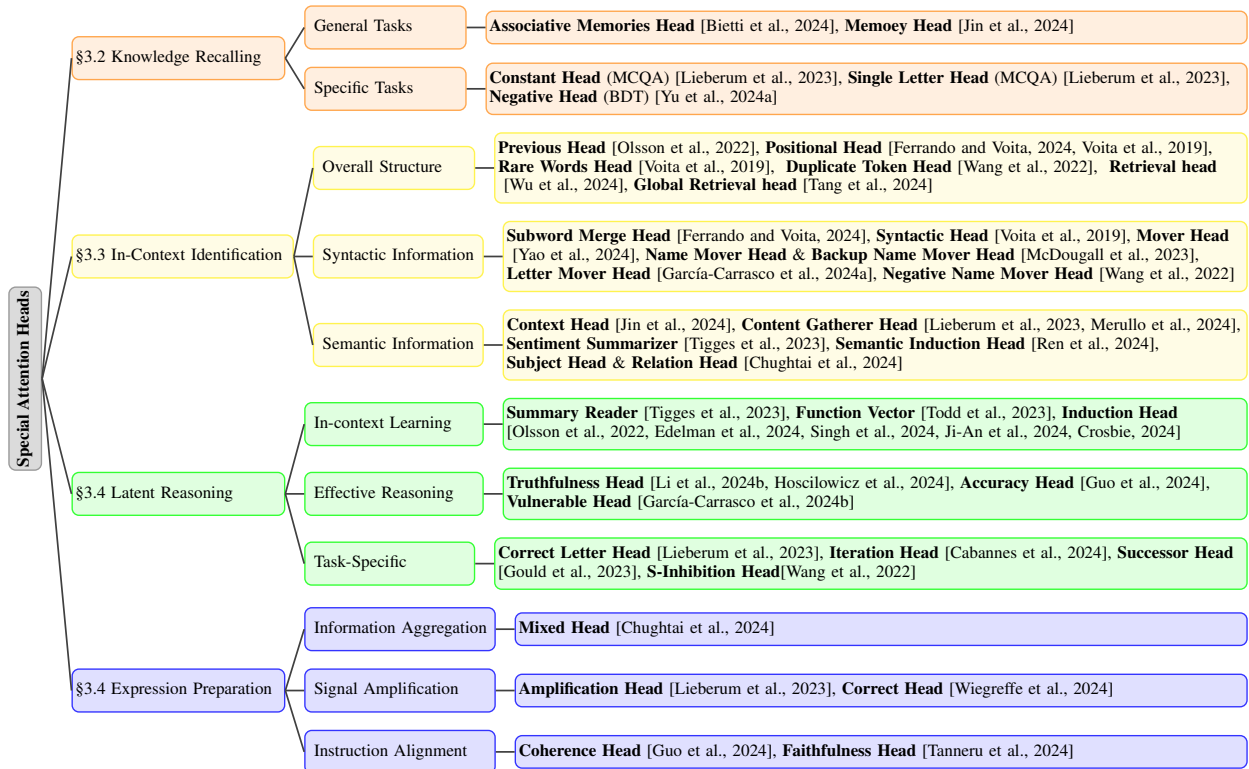 Special Attention Heads
§3.2 Knowledge Recalling
General Tasks
Associative Memories Head [Bietti et al., 2024], Memoey Head [Jin et al., 2024]
Specific Tasks
Constant Head (MCQA) [Lieberum et al., 2023], Single Letter Head (MCQA) [Lieberum et al., 2023],
Negative Head (BDT) [Yu et al., 2024a]
§3.3 In-Context Identification
Overall Structure
Previous Head [Olsson et al., 2022], Positional Head [Ferrando and Voita, 2024, Voita et al., 2019],
Rare Words Head [Voita et al., 2019], Duplicate Token Head [Wang et al., 2022], Retrieval head
[Wu et al., 2024], Global Retrieval head [Tang et al., 2024]
Syntactic Information
Subword Merge Head [Ferrando and Voita, 2024], Syntactic Head [Voita et al., 2019], Mover Head
[Yao et al., 2024], Name Mover Head & Backup Name Mover Head [McDougall et al., 2023],
Letter Mover Head [García-Carrasco et al., 2024a], Negative Name Mover Head [Wang et al., 2022]
Semantic Information
Context Head [Jin et al., 2024], Content Gatherer Head [Lieberum et al., 2023, Merullo et al., 2024],
Sentiment Summarizer [Tigges et al., 2023], Semantic Induction Head [Ren et al., 2024],
Subject Head & Relation Head [Chughtai et al., 2024]
§3.4 Latent Reasoning
In-context Learning
Summary Reader [Tigges et al., 2023], Function Vector [Todd et al., 2023], Induction Head
[Olsson et al., 2022, Edelman et al., 2024, Singh et al., 2024, Ji-An et al., 2024, Crosbie, 2024]
Effective Reasoning
Truthfulness Head [Li et al., 2024b, Hoscilowicz et al., 2024], Accuracy Head [Guo et al., 2024],
Vulnerable Head [García-Carrasco et al., 2024b]
Task-Specific
Correct Letter Head [Lieberum et al., 2023], Iteration Head [Cabannes et al., 2024], Successor Head
[Gould et al., 2023], S-Inhibition Head[Wang et al., 2022]
§3.4 Expression Preparation
Information Aggregation
Mixed Head [Chughtai et al., 2024]
Signal Amplification
Amplification Head [Lieberum et al., 2023], Correct Head [Wiegreffe et al., 2024]
Instruction Alignment
Coherence Head [Guo et al., 2024], Faithfulness Head [Tanneru et al., 2024]